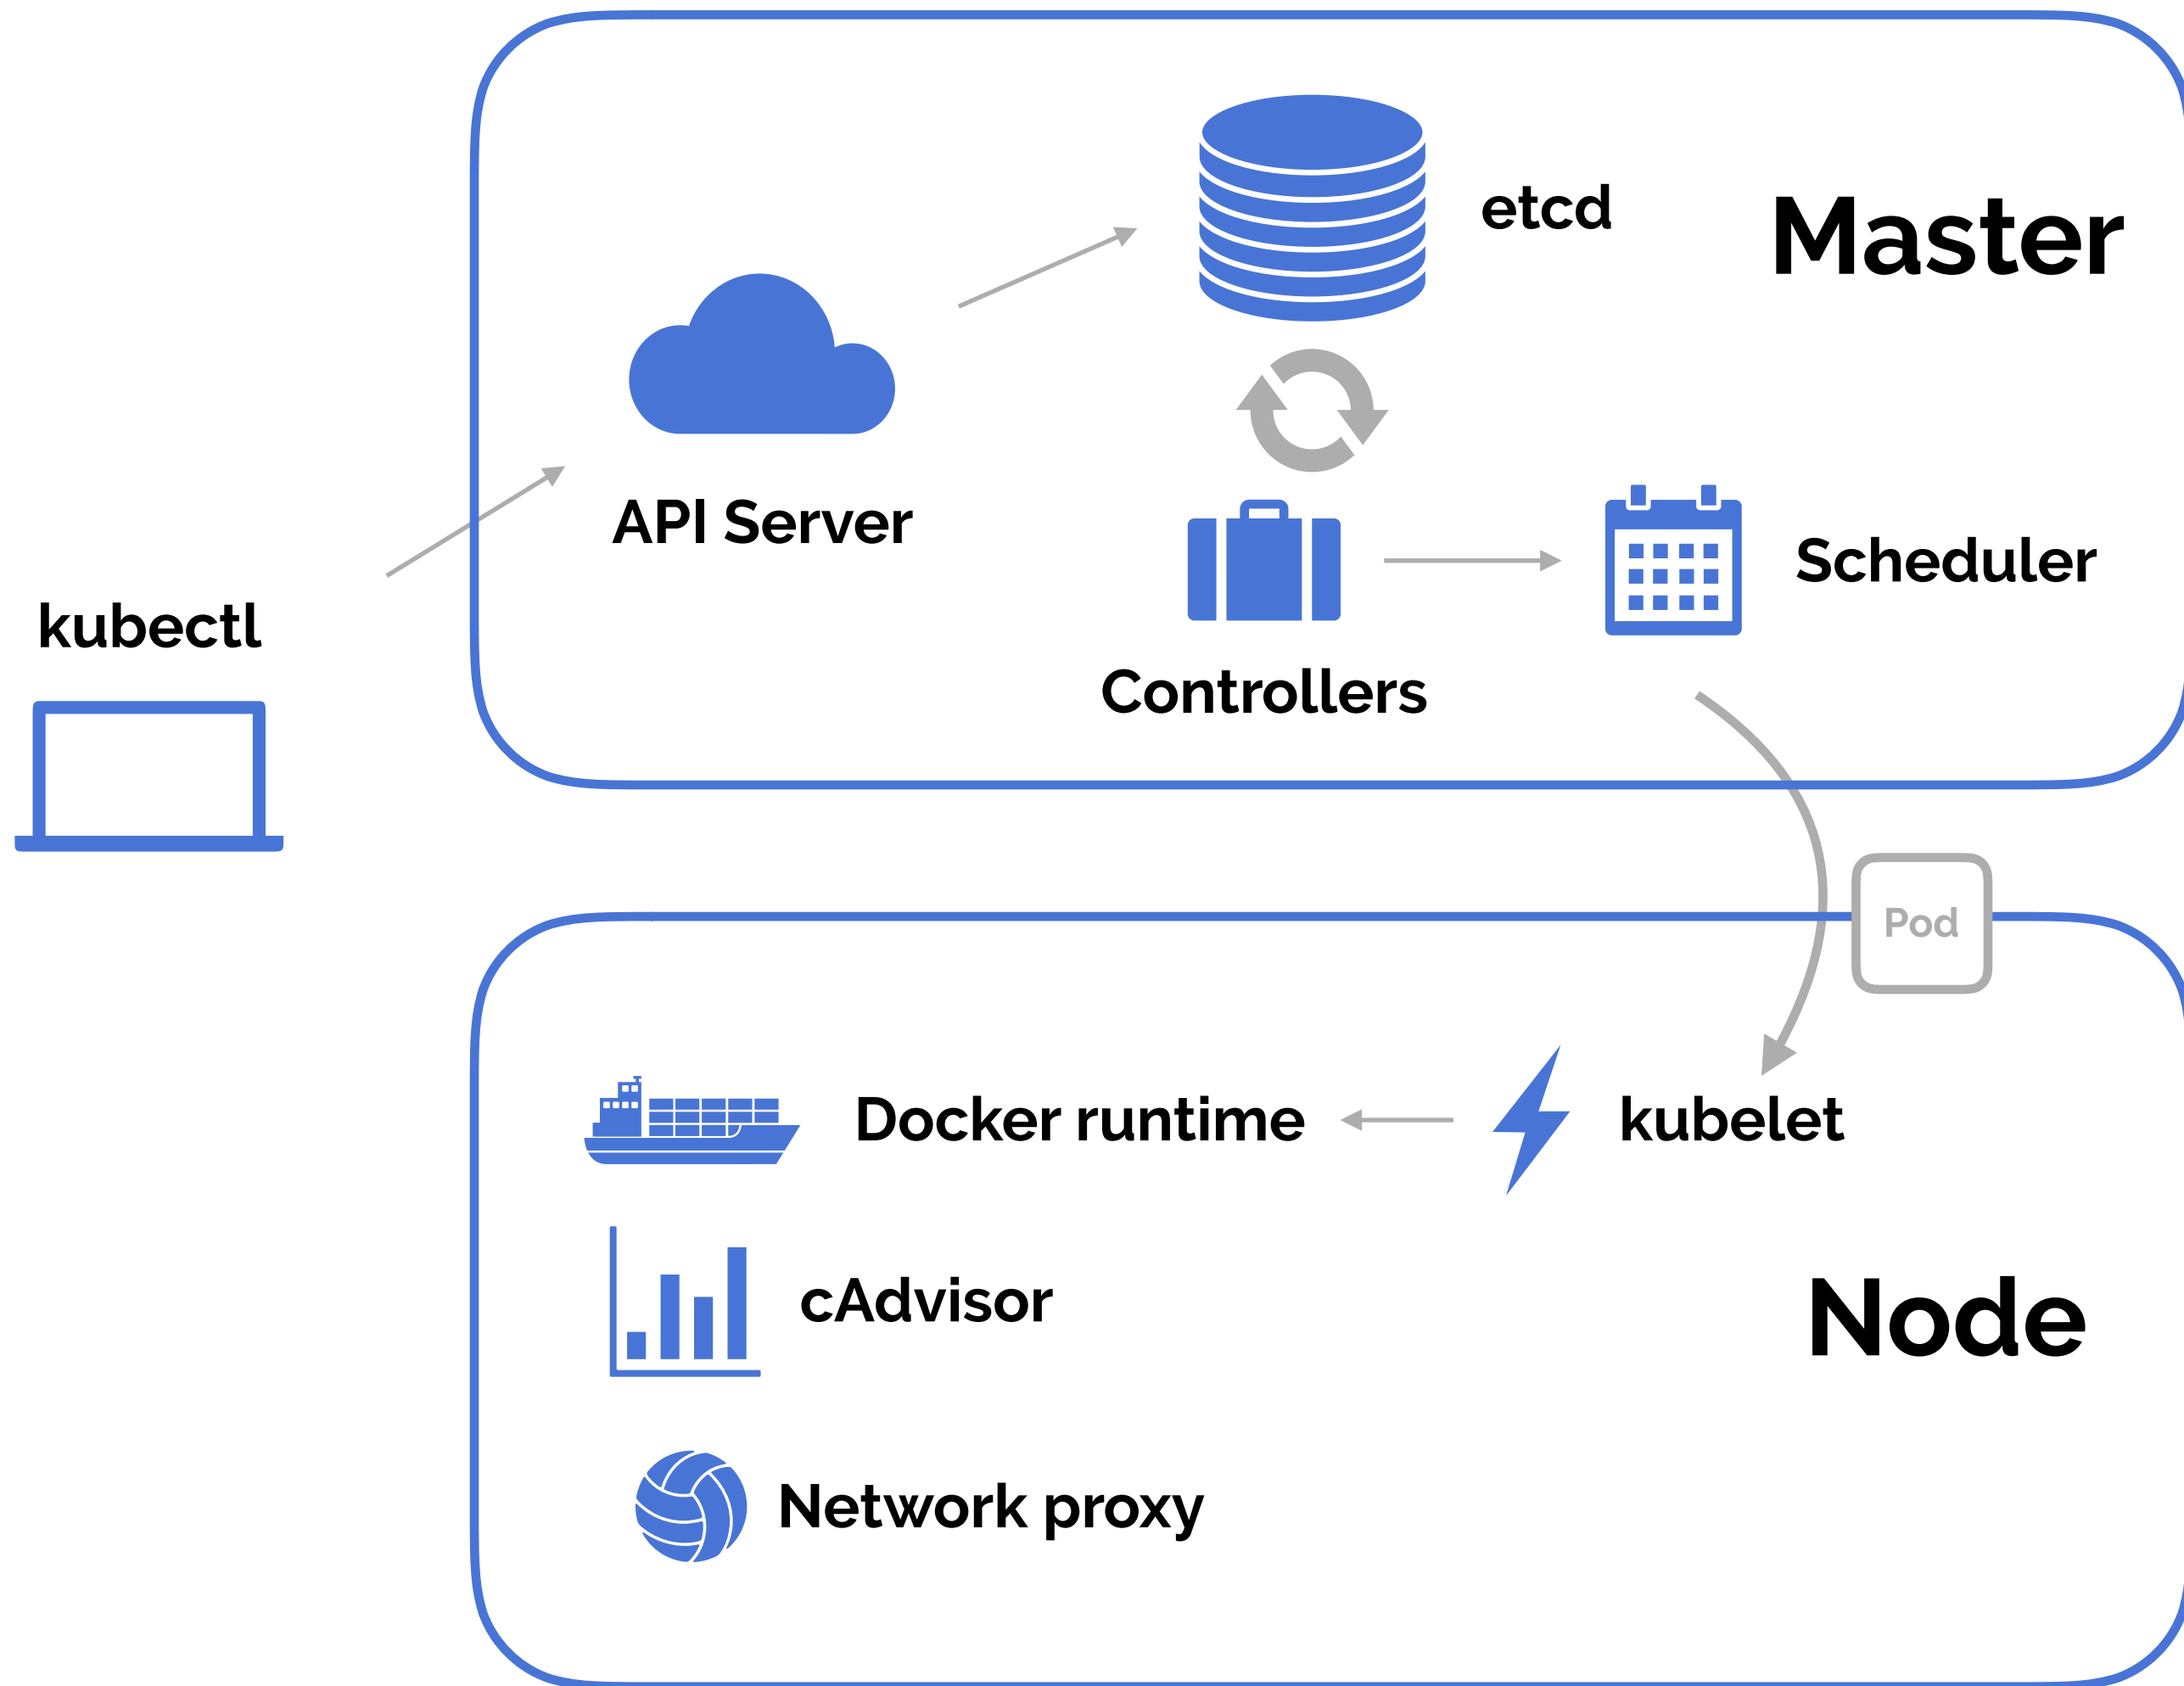 etcd
Master
API Server
Scheduler
kubectl
Controllers
Pod
Docker runtime
kubelet
cAdvisor
Node
Network proxy